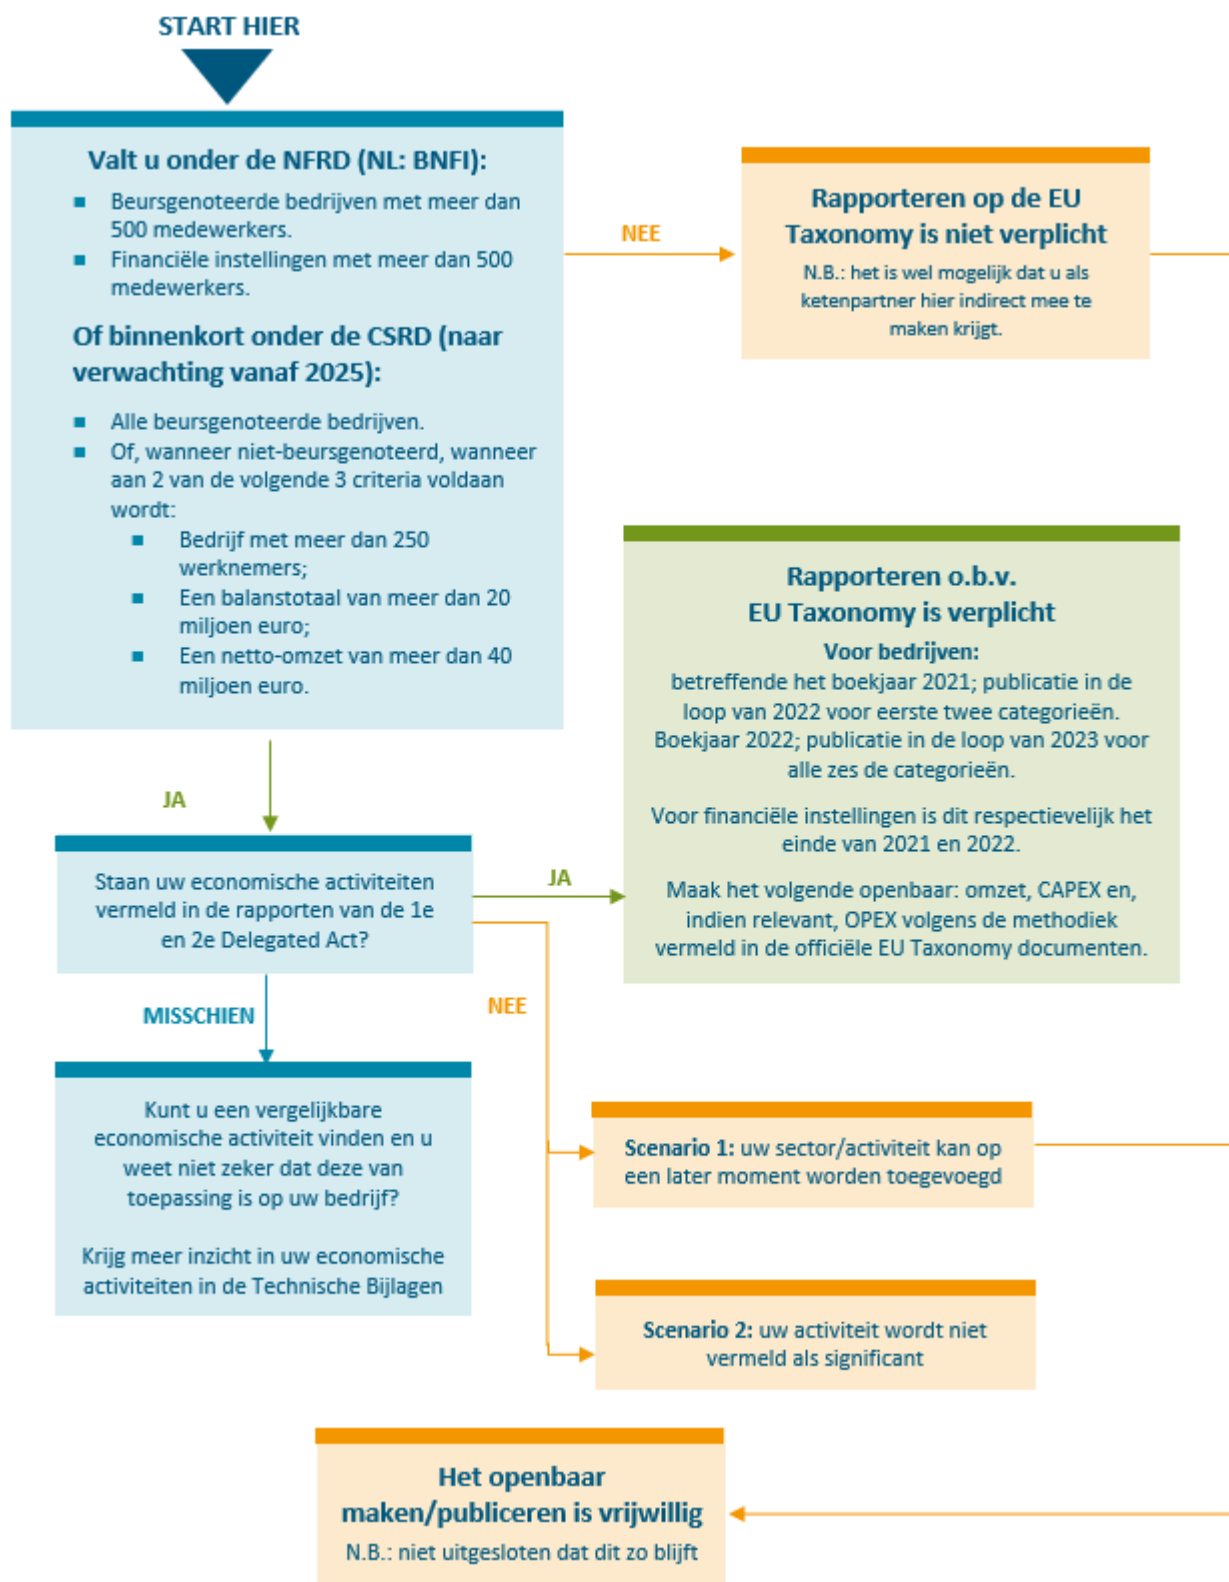 START HIER
Valt u onder de NFRD (NL: BNFI):
■ Beursgenoteerde bedrijven met meer dan
500 medewerkers.
■ Financiële instellingen met meer dan 500
medewerkers.
Of binnenkort onder de CSRD (naar
verwachting vanaf 2025):
■ Alle beursgenoteerde bedrijven.
■ Of, wanneer niet-beursgenoteerd, wanneer
aan 2 van de volgende 3 criteria voldaan
wordt:
■ Bedrijf met meer dan 250
werknemers;
■ Een balanstotaal van meer dan 20
miljoen euro;
■ Een netto-omzet van meer dan 40
miljoen euro.
NEE
Rapporteren op de EU
Taxonomy is niet verplicht
N.B.: het is wel mogelijk dat u als
ketenpartner hier indirect mee te
maken krijgt.
JA
Staan uw economische activiteiten
vermeld in de rapporten van de 1e
en 2e Delegated Act?
JA
Rapporteren o.b.v.
EU Taxonomy is verplicht
Voor bedrijven:
betreffende het boekjaar 2021; publicatie in de
loop van 2022 voor eerste twee categorieën.
Boekjaar 2022; publicatie in de loop van 2023 voor
alle zes de categorieën.
Voor financiële instellingen is dit respectievelijk het
einde van 2021 en 2022.
Maak het volgende openbaar: omzet, CAPEX en,
indien relevant, OPEX volgens de methodiek
vermeld in de officiële EU Taxonomy documenten.
MISSCHIEN
NEE
Kunt u een vergelijkbare
economische activiteit vinden en u
weet niet zeker dat deze van
toepassing is op uw bedrijf?
Krijg meer inzicht in uw economische
activiteiten in de Technische Bijlagen
Scenario 1: uw sector/activiteit kan op
een later moment worden toegevoegd
Scenario 2: uw activiteit wordt niet
vermeld als significant
Het openbaar
maken/publiceren is vrijwillig
N.B.: niet uitgesloten dat dit zo blijft